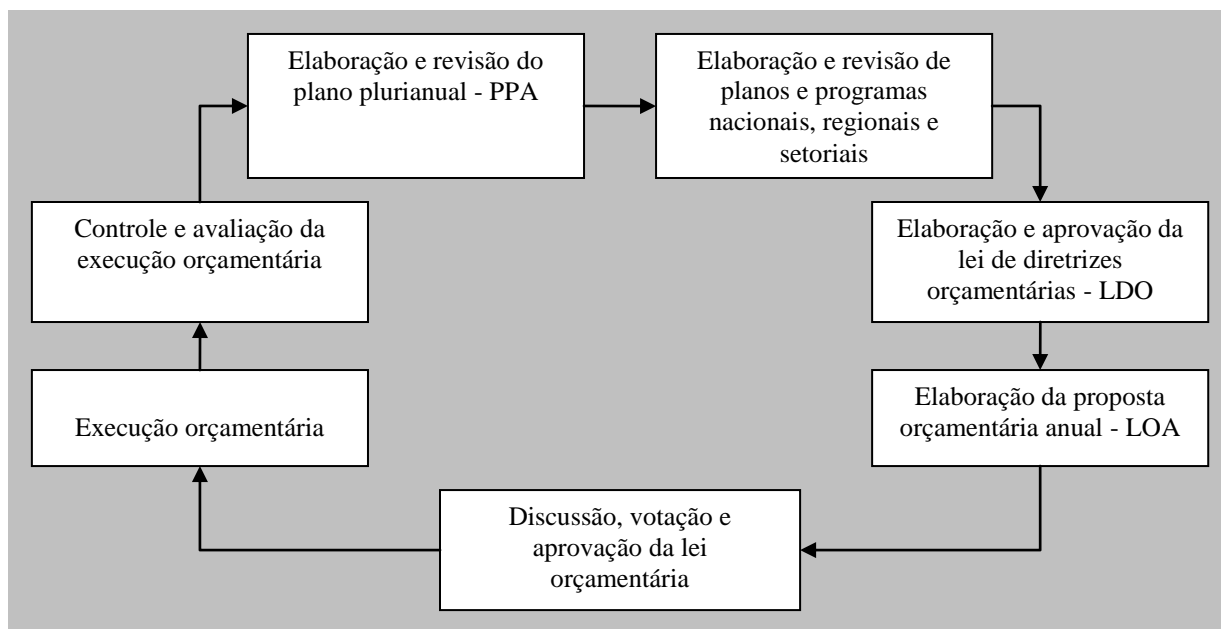 Elaboração e revisão do
plano plurianual - PPA
Elaboração e revisão de
planos e programas
nacionais, regionais e
setoriais
Elaboração e aprovação da
lei de diretrizes
orçamentárias - LDO
Elaboração da proposta
orçamentária anual - LOA
Discussão, votação e
aprovação da lei
orçamentária
Execução orçamentária
Controle e avaliação da
execução orçamentária